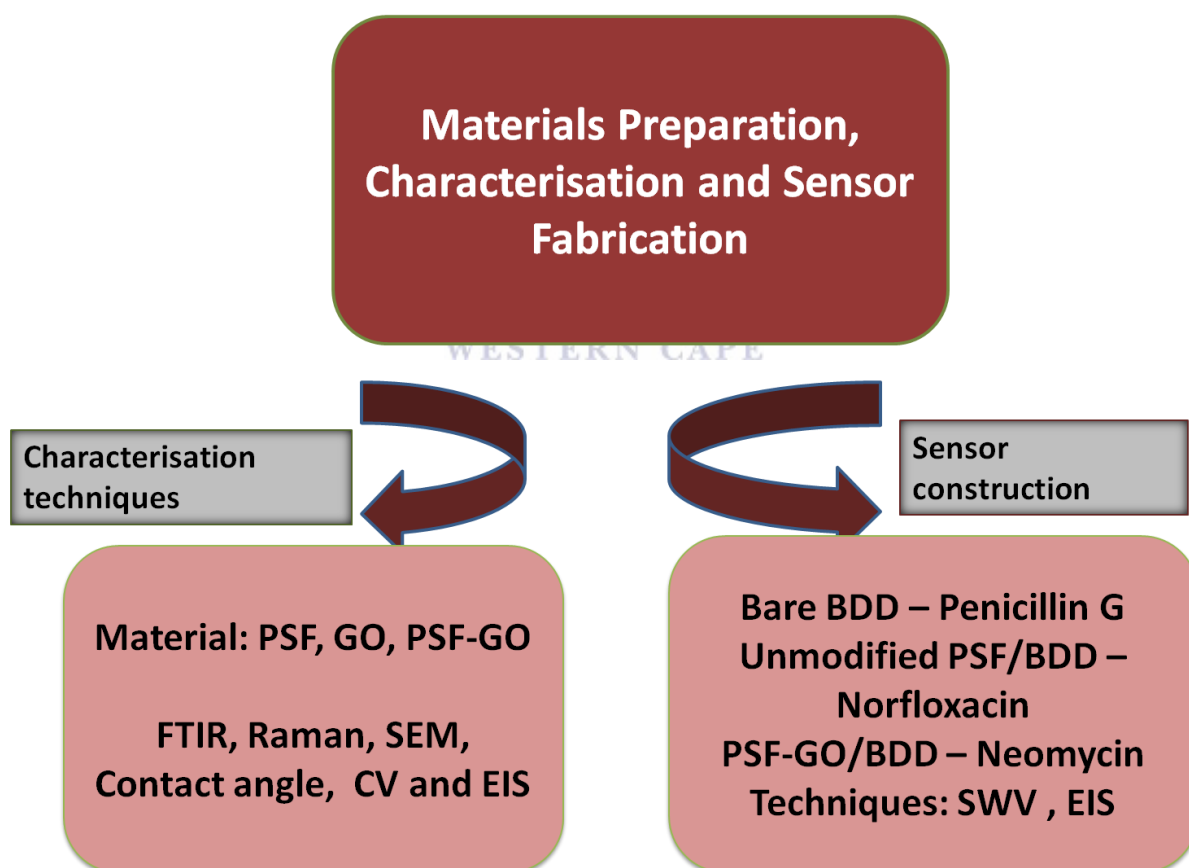 Materials Preparation,
Characterisation and Sensor
Fabrication
WESTERN CAPE
Characterisation
techniques
Sensor
construction
Material: PSF, GO, PSF-GO
FTIR, Raman, SEM,
Contact angle, CV and EIS
Bare BDD – Penicillin G
Unmodified PSF/BDD –
Norfloxacin
PSF-GO/BDD – Neomycin
Techniques: SWV , EIS